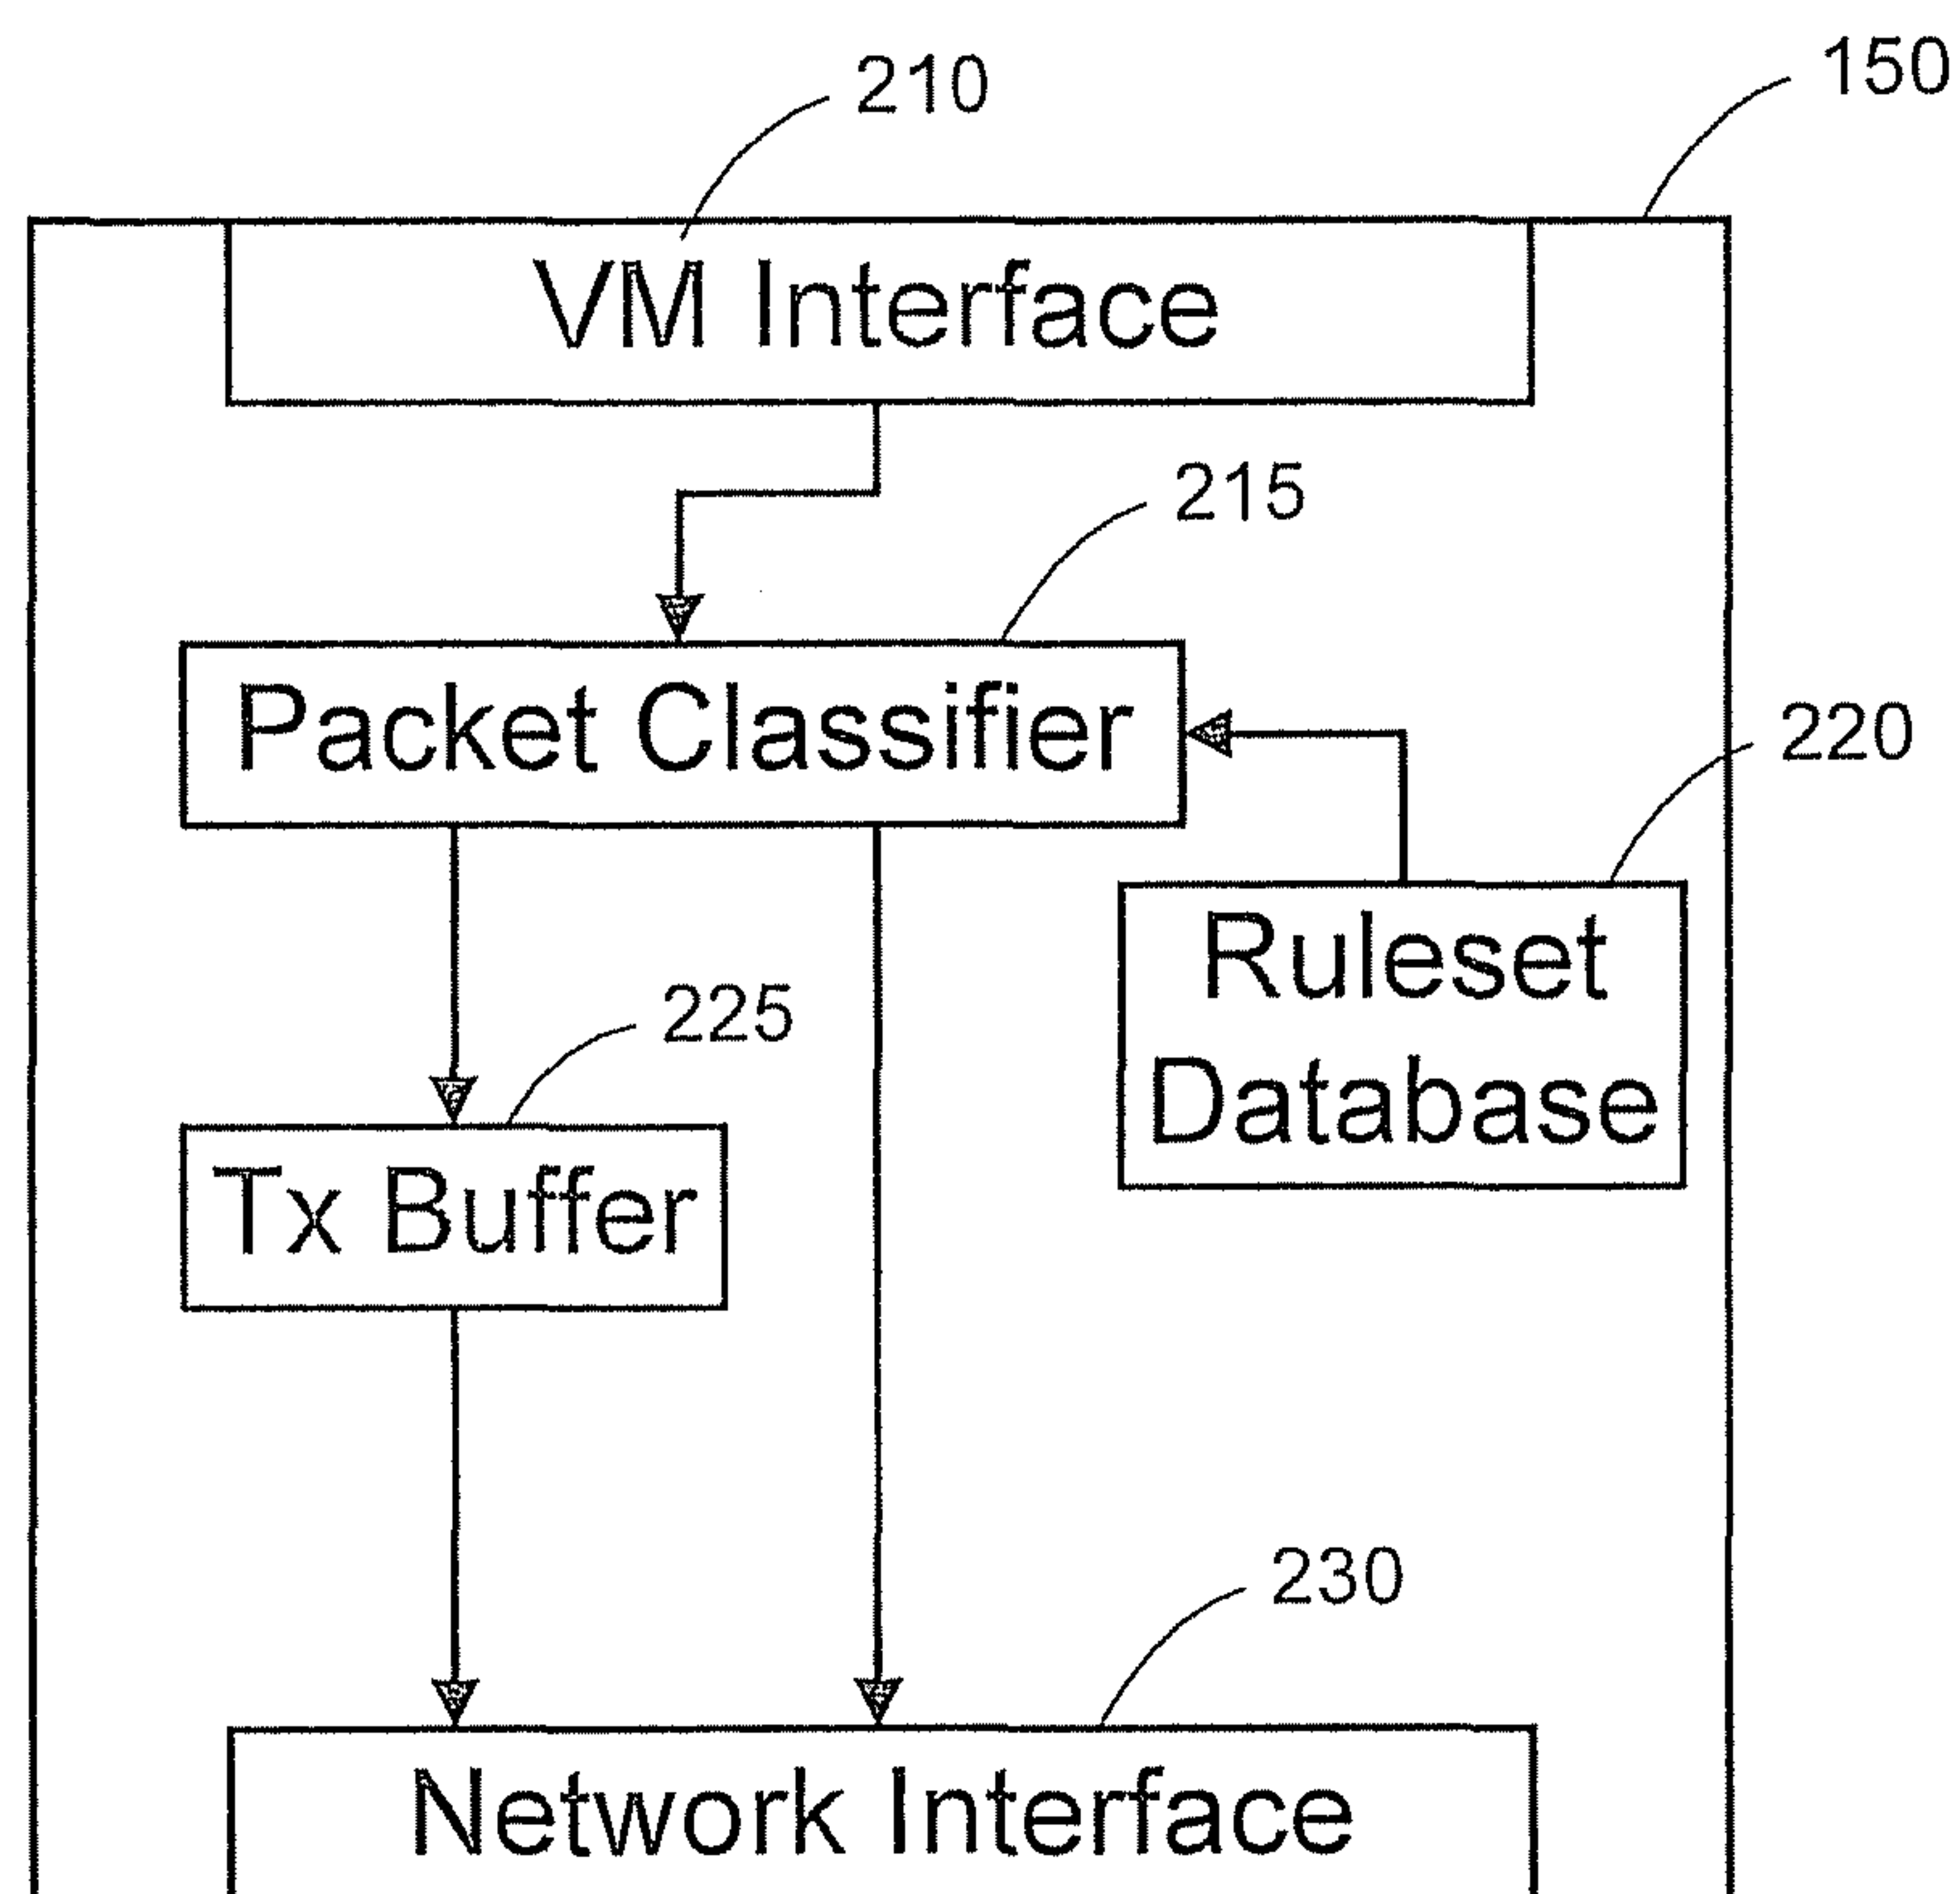 210
150
VM Interface
215
Packet Classifier
220
Ruleset
Database
225
Tx Buffer
230
Network Interface